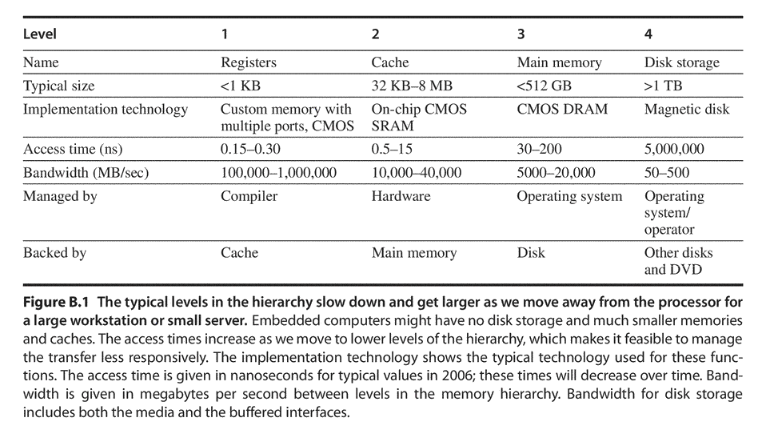 Level 1 2 3 4
Name Registers Cache Main memory Disk storage
Typical size <1 KB 32 KB–8 MB <512 GB >1 TB
Implementation technology Custom memory with On-chip CMOS CMOS DRAM Magnetic disk
multiple ports, CMOS SRAM
Access time (ns) 0.15–0.30 0.5–15 30–200 5,000,000
Bandwidth (MB/sec) 100,000–1,000,000 10,000–40,000 5000–20,000 50–500
Managed by Compiler Hardware Operating system Operating
system/
operator
Backed by Cache Main memory Disk Other disks
and DVD
Figure B.1 The typical levels in the hierarchy slow down and get larger as we move away from the processor for
a large workstation or small server. Embedded computers might have no disk storage and much smaller memories
and caches. The access times increase as we move to lower levels of the hierarchy, which makes it feasible to manage
the transfer less responsively. The implementation technology shows the typical technology used for these func-
tions. The access time is given in nanoseconds for typical values in 2006; these times will decrease over time. Band-
width is given in megabytes per second between levels in the memory hierarchy. Bandwidth for disk storage
includes both the media and the buffered interfaces.